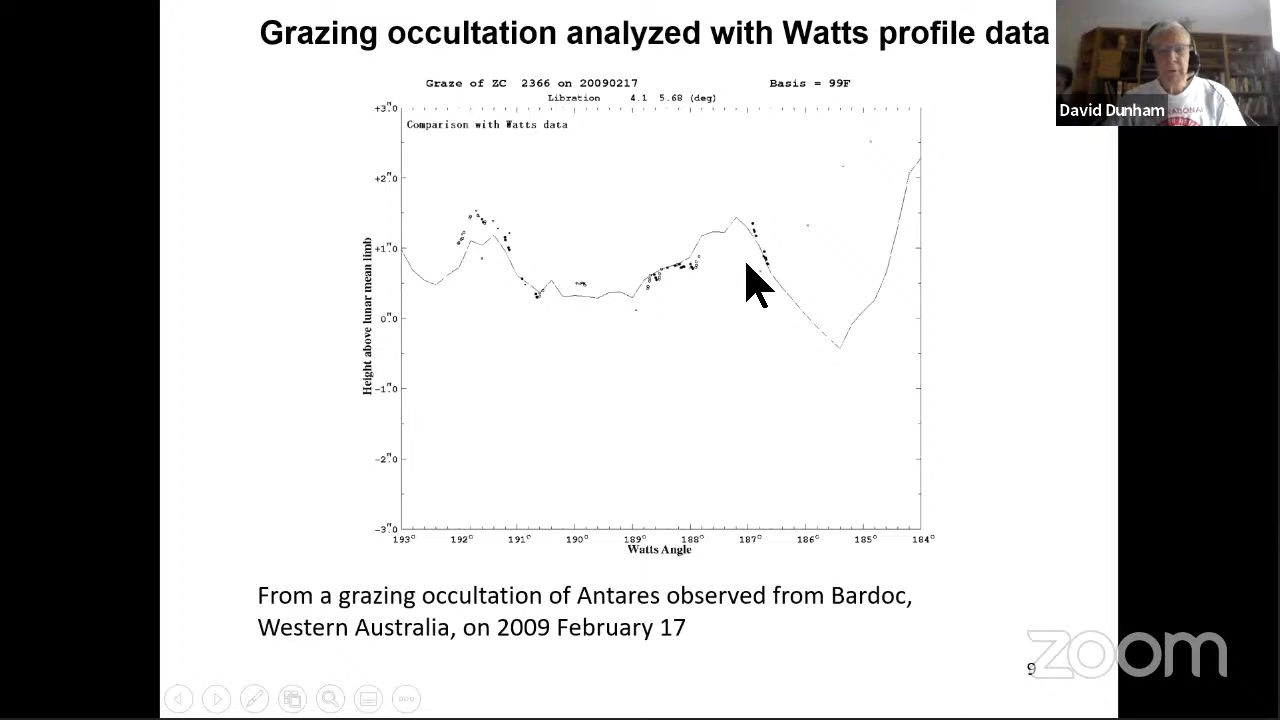 Grazing occultation analyzed with Watts profile data
David Dunham
Graze of ZC 2366 on 20090217 Basis = 99F
Libration 4.1 5.68 (deg)
Comparison with Watts data
+3".0
+2".0
+1".0
0".0
-1".0
-2".0
-3".0
Height above lunar mean limb
193° 192° 191° 190° 189° 188° 187° 186° 185° 184°
Watts Angle
From a grazing occultation of Antares observed from Bardoc,
Western Australia, on 2009 February 17
zoom
9